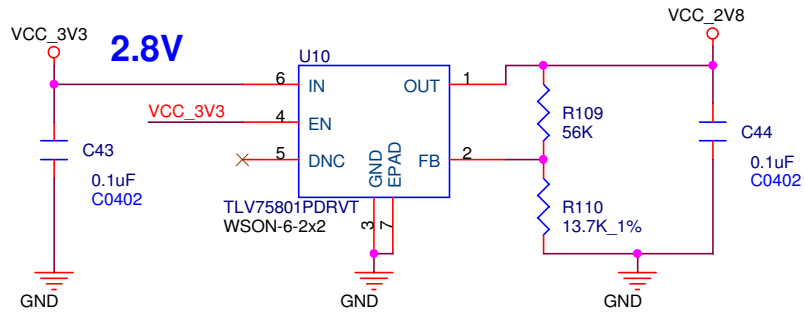 VCC_3V3
2.8V
VCC_2V8
U10
6 IN OUT 1
VCC_3V3 4 EN
5 DNC FB 2
GND EPAD
3 7
R109
56K
C43
0.1uF
C0402
C44
0.1uF
C0402
TLV75801PDRVT
WSON-6-2x2
R110
13.7K_1%
GND GND GND